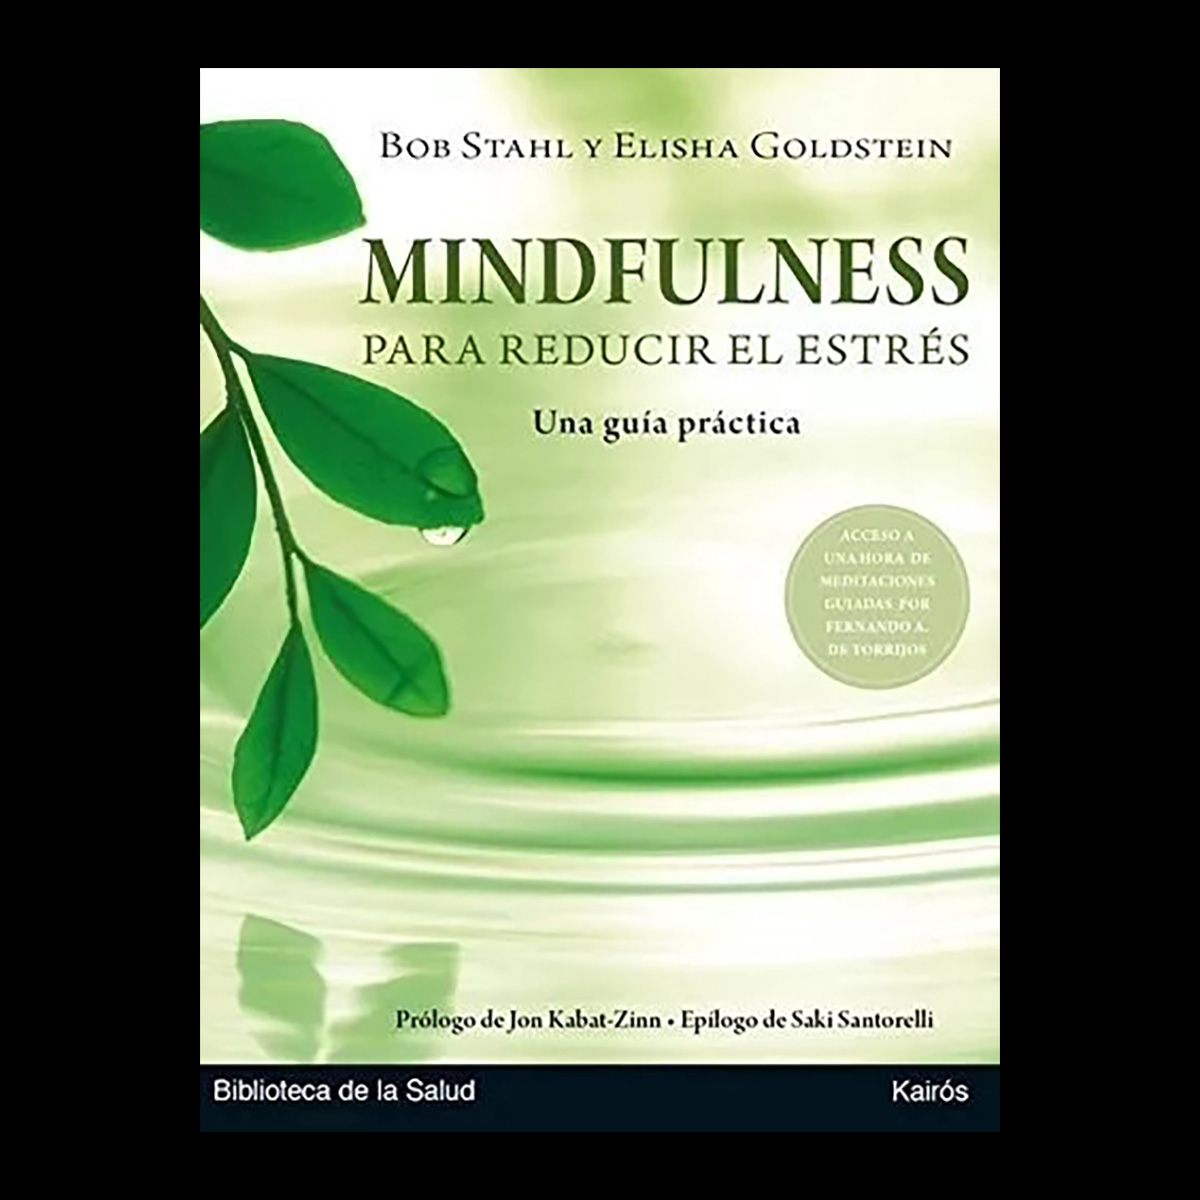 BOB STAHL Y ELISHA GOLDSTEIN
MINDFULNESS
PARA REDUCIR EL ESTRÉS
Una guía práctica
ACCESO A
UNA HORA DE
MEDITACIONES
GUIADAS POR
FERNANDO A.
DE TORRIJOS
Prólogo de Jon Kabat-Zinn • Epílogo de Saki Santorelli
Biblioteca de la Salud
Kairós